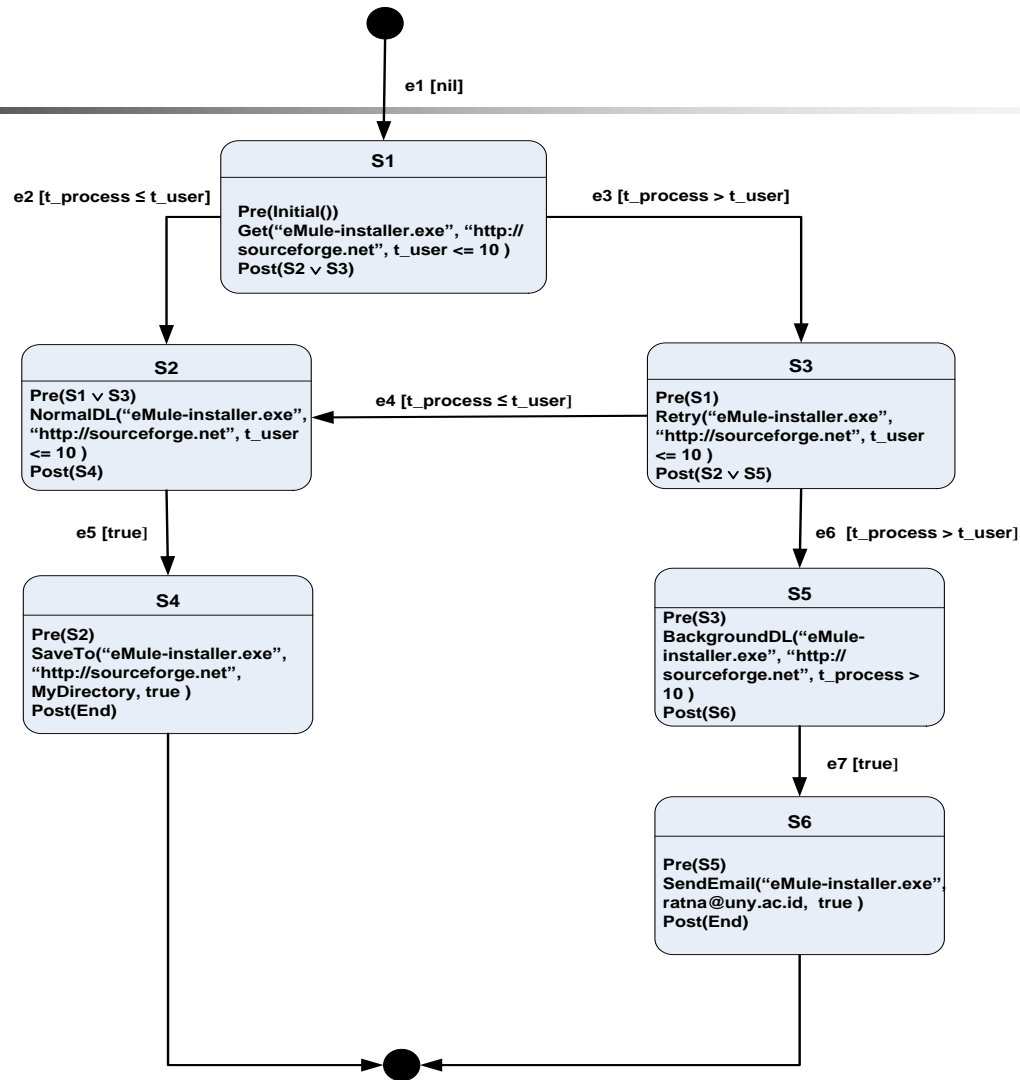 e1 [nil]
S1
e2 [t_process ≤ t_user]
e3 [t_process > t_user]
Pre(Initial())
Get(“eMule-installer.exe”, “http://
sourceforge.net”, t_user <= 10 )
Post(S2 ∨ S3)
S2
Pre(S1 ∨ S3)
NormalDL(“eMule-installer.exe”,
“http://sourceforge.net”, t_user
<= 10 )
Post(S4)
e4 [t_process ≤ t_user]
S3
Pre(S1)
Retry(“eMule-installer.exe”,
“http://sourceforge.net”, t_user
<= 10 )
Post(S2 ∨ S5)
e5 [true]
e6 [t_process > t_user]
S4
Pre(S2)
SaveTo(“eMule-installer.exe”,
“http://sourceforge.net”,
MyDirectory, true )
Post(End)
S5
Pre(S3)
BackgroundDL(“eMule-
installer.exe”, “http://
sourceforge.net”, t_process >
10 )
Post(S6)
e7 [true]
S6
Pre(S5)
SendEmail(“eMule-installer.exe”,
ratna@uny.ac.id, true )
Post(End)